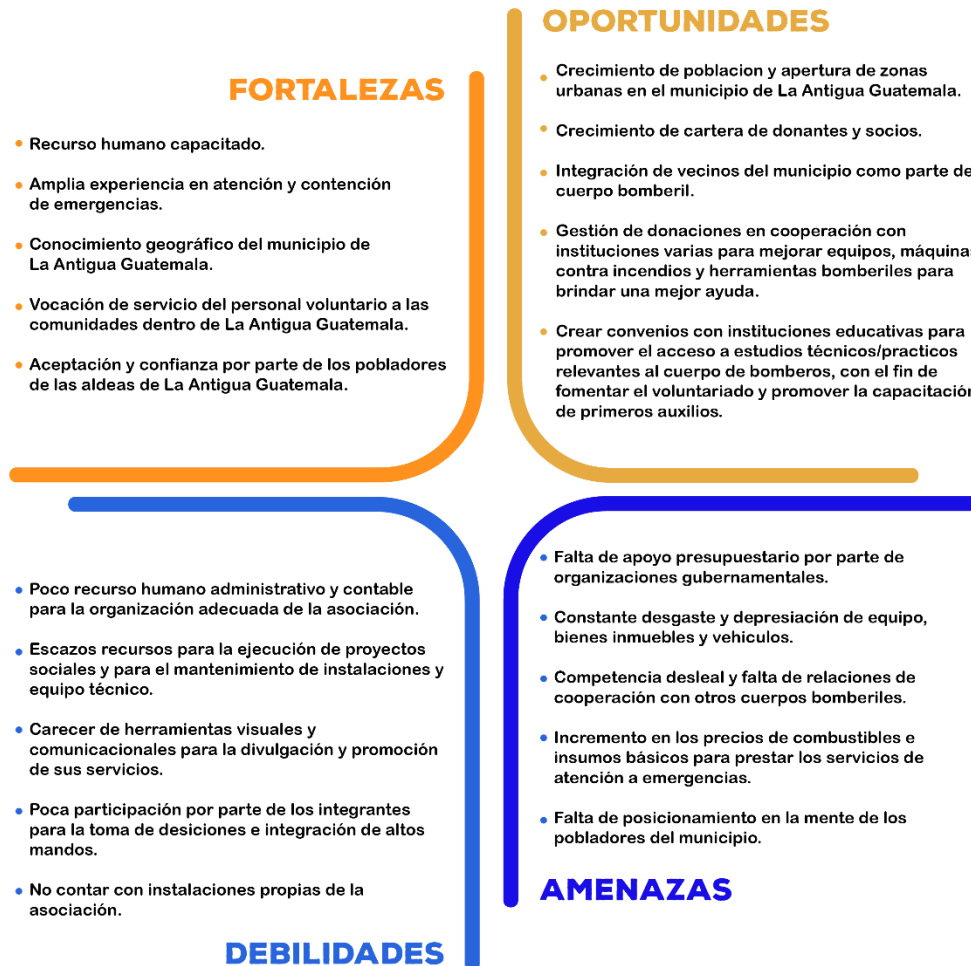 FORTALEZAS
• Recurso humano capacitado.
• Amplia experiencia en atención y contención
de emergencias.
• Conocimiento geográfico del municipio de
La Antigua Guatemala.
• Vocación de servicio del personal voluntario a las
comunidades dentro de La Antigua Guatemala.
• Aceptación y confianza por parte de los pobladores
de las aldeas de La Antigua Guatemala.
OPORTUNIDADES
• Crecimiento de poblacion y apertura de zonas
urbanas en el municipio de La Antigua Guatemala.
• Crecimiento de cartera de donantes y socios.
• Integración de vecinos del municipio como parte de
cuerpo bomberil.
• Gestión de donaciones en cooperación con
instituciones varias para mejorar equipos, máquinas
contra incendios y herramientas bomberiles para
brindar una mejor ayuda.
• Crear convenios con instituciones educativas para
promover el acceso a estudios técnicos/practicos
relevantes al cuerpo de bomberos, con el fin de
fomentar el voluntariado y promover la capacitación
de primeros auxilios.
• Poco recurso humano administrativo y contable
para la organización adecuada de la asociación.
• Escazos recursos para la ejecución de proyectos
sociales y para el mantenimiento de instalaciones y
equipo técnico.
• Carecer de herramientas visuales y
comunicacionales para la divulgación y promoción
de sus servicios.
• Poca participación por parte de los integrantes
para la toma de desiciones e integración de altos
mandos.
• No contar con instalaciones propias de la
asociación.
DEBILIDADES
• Falta de apoyo presupuestario por parte de
organizaciones gubernamentales.
• Constante desgaste y depresiación de equipo,
bienes inmuebles y vehiculos.
• Competencia desleal y falta de relaciones de
cooperación con otros cuerpos bomberiles.
• Incremento en los precios de combustibles e
insumos básicos para prestar los servicios de
atención a emergencias.
• Falta de posicionamiento en la mente de los
pobladores del municipio.
AMENAZAS